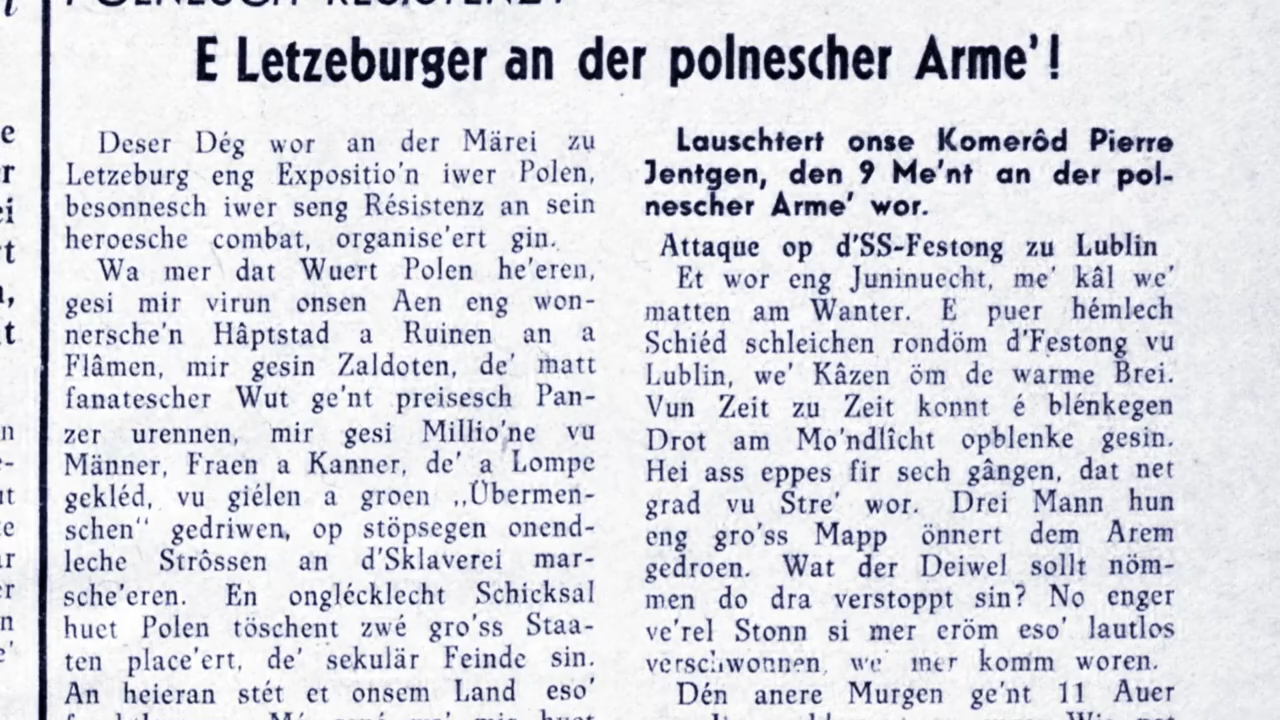 E Letzeburger an der polnescher Arme'!
Deser Dég wor an der Märei zu
Letzeburg eng Expositio'n iwer Polen,
besonnesch iwer seng Résistenz an sein
heroesche combat, organise'ert gin.
Wa mer dat Wuert Polen he'eren,
gesi mir virun onsen Aen eng won-
nersche'n Hâptstad a Ruinen an a
Flâmen, mir gesin Zaldoten, de' matt
fanatescher Wut ge'nt preisesch Pan-
zer urennen, mir gesi Millio'ne vu
Männer, Fraen a Kanner, de' a Lompe
gekléd, vu giélen a groen „Übermen-
schen" gedriwen, op stöpsegen onend-
leche Strôssen an d'Sklaverei mar-
sche'eren. En onglécklecht Schicksal
huet Polen töschent zwé gro'ss Staa-
ten place'ert, de' sekulär Feinde sin.
An heieran stét et onsem Land eso'
Lauschtert onse Komerôd Pierre
Jentgen, den 9 Me'nt an der pol-
nescher Arme' wor.
Attaque op d'SS-Festong zu Lublin
Et wor eng Juninuecht, me' kâl we'
matten am Wanter. E puer hémlech
Schiéd schleichen rondöm d'Festong vu
Lublin, we' Kâzen öm de warme Brei.
Vun Zeit zu Zeit konnt é blénkegen
Drot am Mo'ndlîcht opblenke gesin.
Hei ass eppes fir sech gângen, dat net
grad vu Stre' wor. Drei Mann hun
eng gro'ss Mapp önnert dem Arem
gedroen. Wat der Deiwel sollt nöm-
men do dra verstoppt sin? No enger
ve'rel Stonn si mer eröm eso' lautlos
verschwonnen, we' mer komm woren.
Dén anere Murgen ge'nt 11 Auer